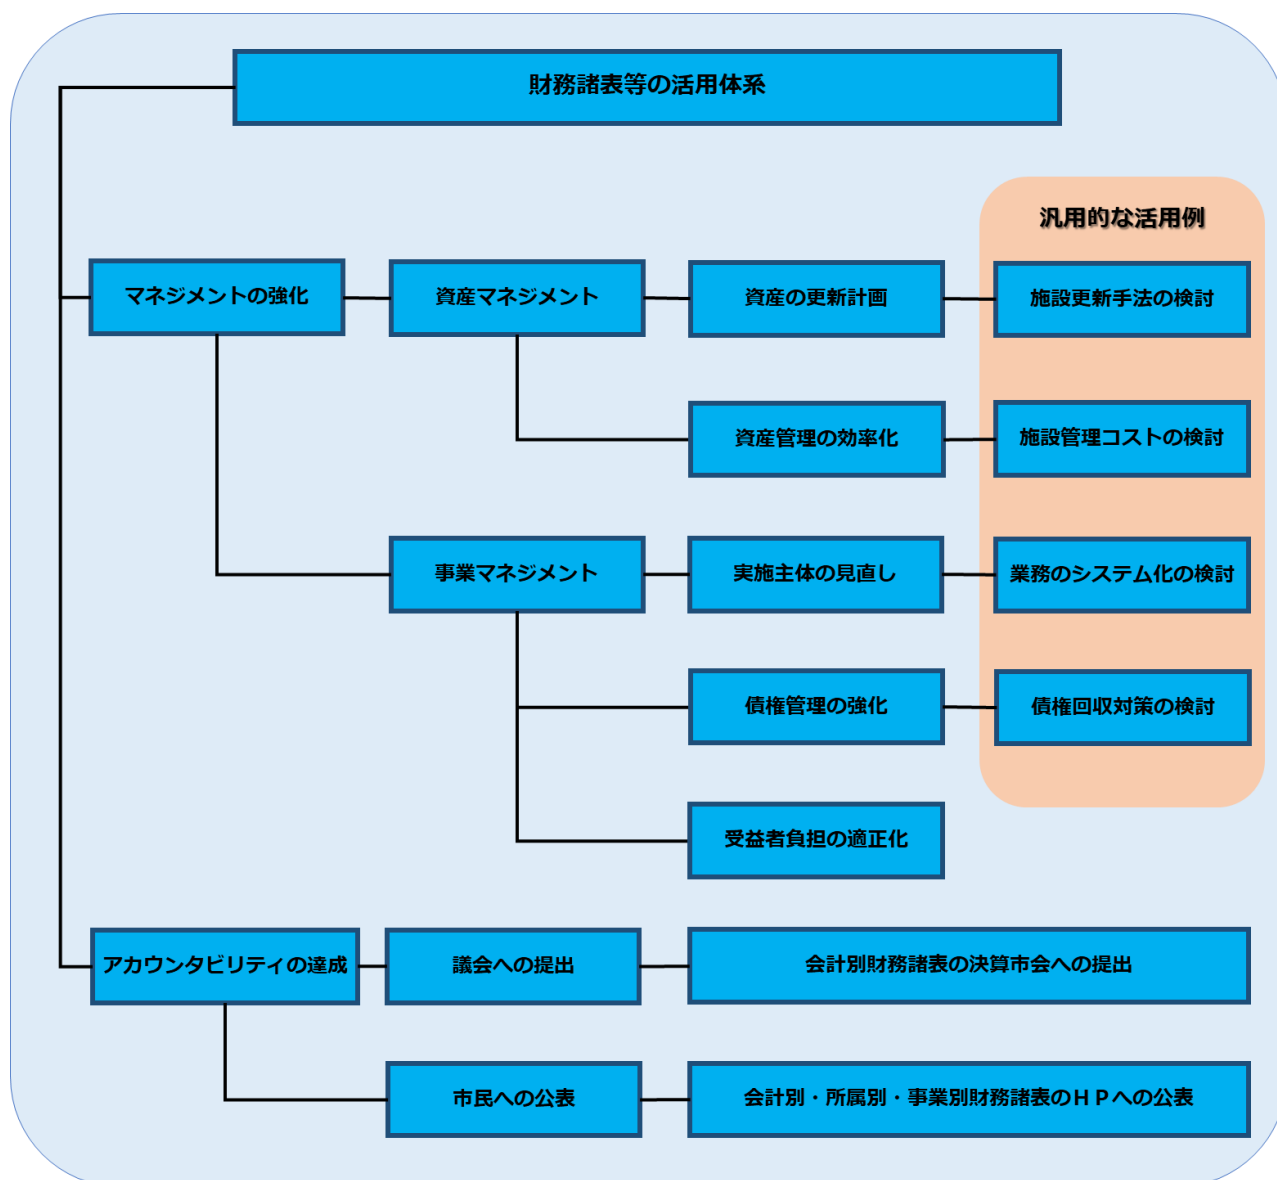 財務諸表等の活用体系
汎用的な活用例
マネジメントの強化
資産マネジメント
資産の更新計画
施設更新手法の検討
資産管理の効率化
施設管理コストの検討
事業マネジメント
実施主体の見直し
業務のシステム化の検討
債権管理の強化
債権回収対策の検討
受益者負担の適正化
アカウンタビリティの達成
議会への提出
会計別財務諸表の決算市会への提出
市民への公表
会計別・所属別・事業別財務諸表のＨＰへの公表